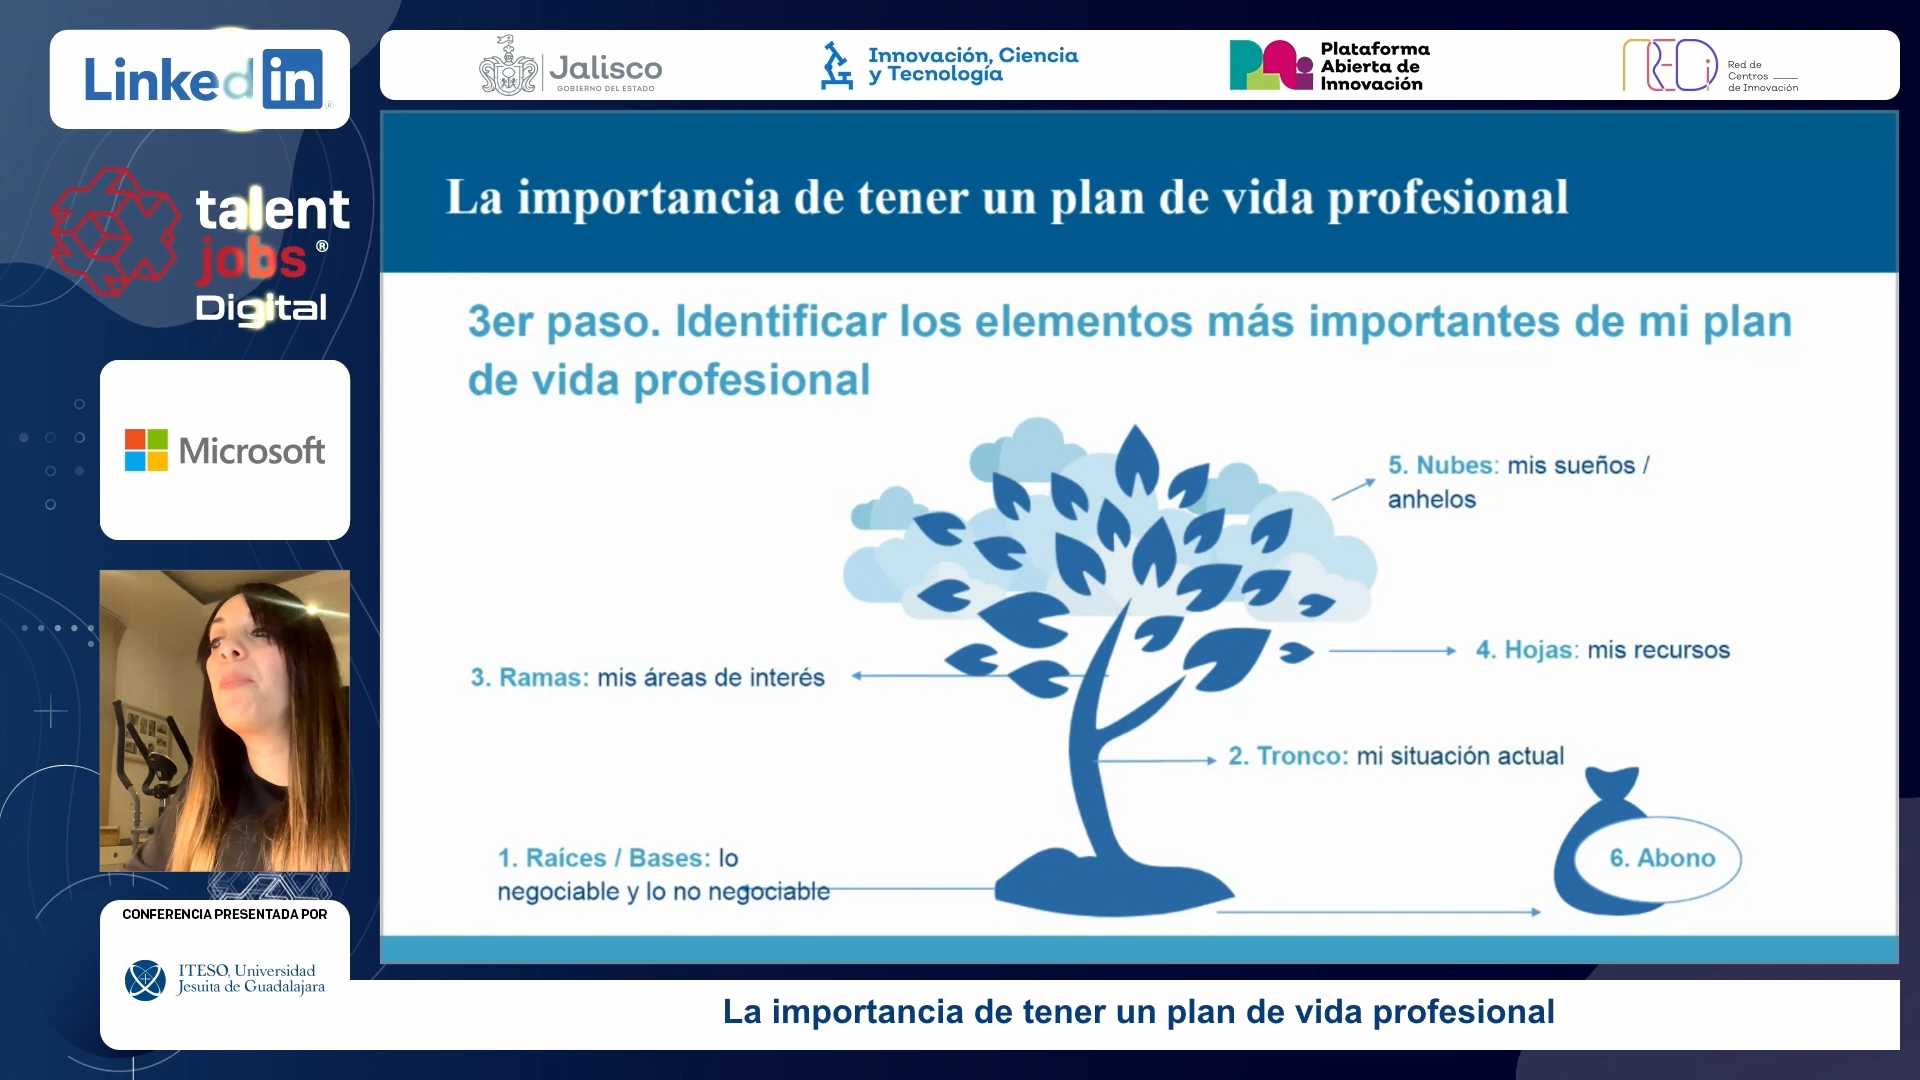 LinkedIn
®
Jalisco
GOBIERNO DEL ESTADO
Innovación, Ciencia
y Tecnología
Plataforma
Abierta de
Innovación
REDi
Red de
Centros
de Innovación
talent
jobs ®
Digital
Microsoft
CONFERENCIA PRESENTADA POR
ITESO, Universidad
Jesuita de Guadalajara
La importancia de tener un plan de vida profesional
3er paso. Identificar los elementos más importantes de mi plan
de vida profesional
5. Nubes: mis sueños /
anhelos
4. Hojas: mis recursos
3. Ramas: mis áreas de interés
2. Tronco: mi situación actual
1. Raíces / Bases: lo
negociable y lo no negociable
6. Abono
La importancia de tener un plan de vida profesional